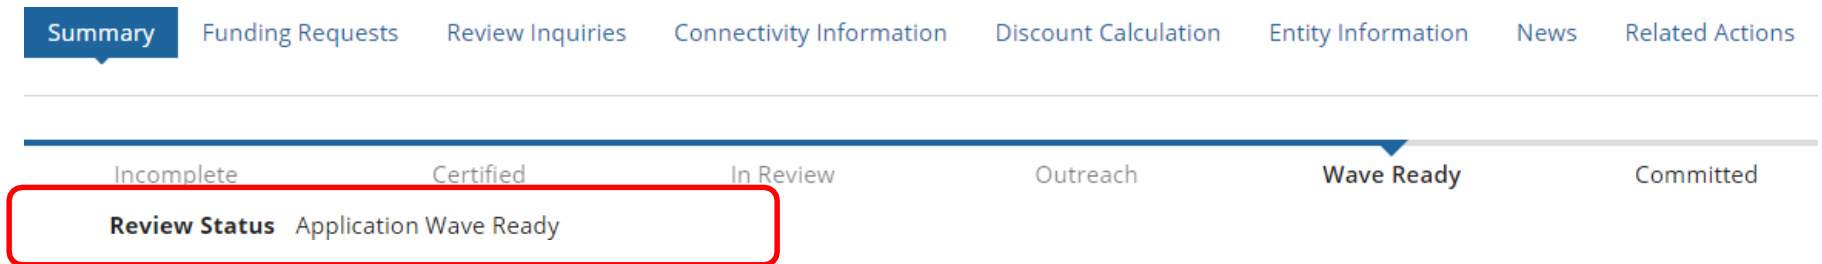 Summary Funding Requests Review Inquiries Connectivity Information Discount Calculation Entity Information News Related Actions
Incomplete Certified In Review Outreach Wave Ready Committed
Review Status Application Wave Ready